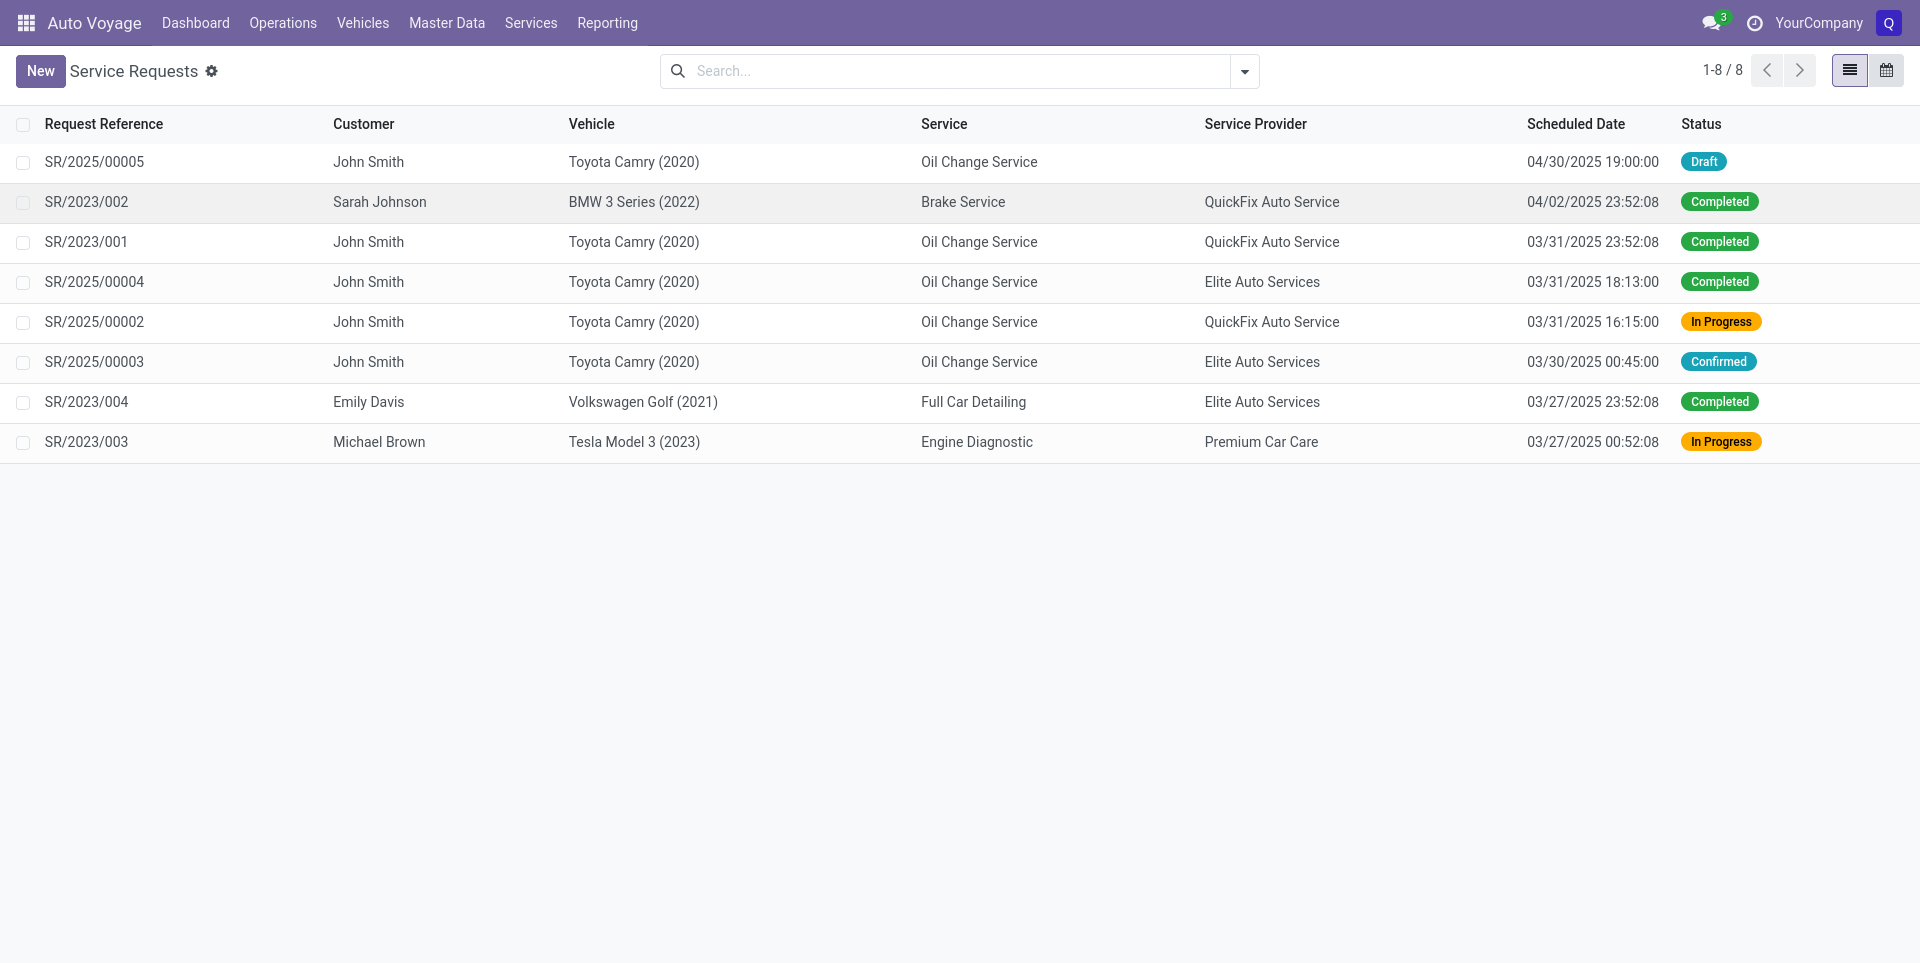 Auto Voyage Dashboard Operations Vehicles Master Data Services Reporting 3 YourCompany Q
New Service Requests Search... 1-8 / 8
Request Reference Customer Vehicle Service Service Provider Scheduled Date Status
SR/2025/00005 John Smith Toyota Camry (2020) Oil Change Service 04/30/2025 19:00:00 Draft
SR/2023/002 Sarah Johnson BMW 3 Series (2022) Brake Service QuickFix Auto Service 04/02/2025 23:52:08 Completed
SR/2023/001 John Smith Toyota Camry (2020) Oil Change Service QuickFix Auto Service 03/31/2025 23:52:08 Completed
SR/2025/00004 John Smith Toyota Camry (2020) Oil Change Service Elite Auto Services 03/31/2025 18:13:00 Completed
SR/2025/00002 John Smith Toyota Camry (2020) Oil Change Service QuickFix Auto Service 03/31/2025 16:15:00 In Progress
SR/2025/00003 John Smith Toyota Camry (2020) Oil Change Service Elite Auto Services 03/30/2025 00:45:00 Confirmed
SR/2023/004 Emily Davis Volkswagen Golf (2021) Full Car Detailing Elite Auto Services 03/27/2025 23:52:08 Completed
SR/2023/003 Michael Brown Tesla Model 3 (2023) Engine Diagnostic Premium Car Care 03/27/2025 00:52:08 In Progress